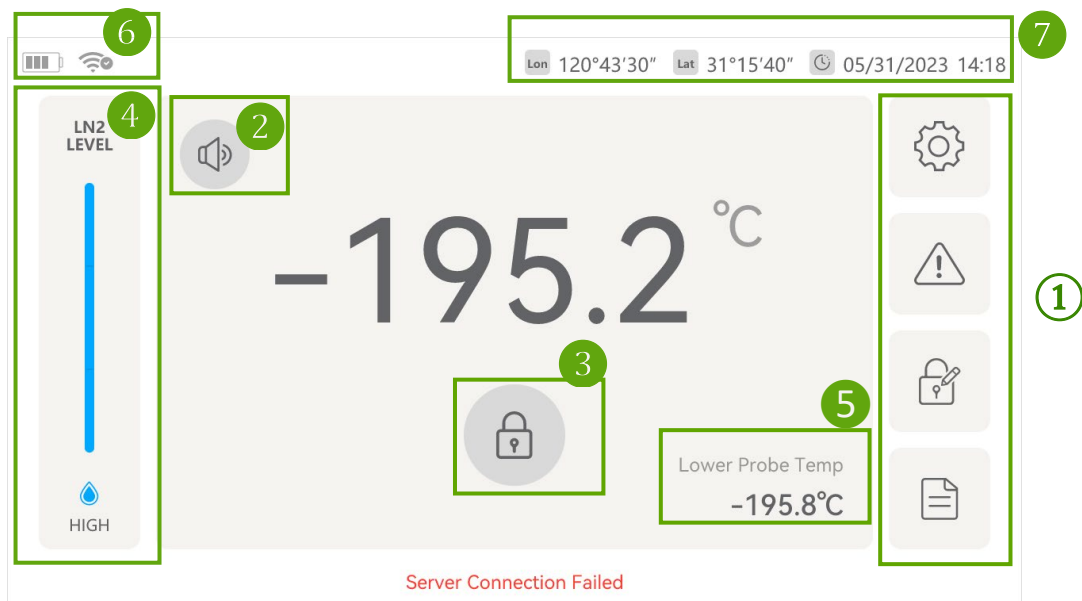 6
7
Lon 120°43′30″ Lat 31°15′40″ 05/31/2023 14:18
4
LN2
LEVEL
2
-195.2 °C
①
3
5
Lower Probe Temp
-195.8°C
HIGH
Server Connection Failed